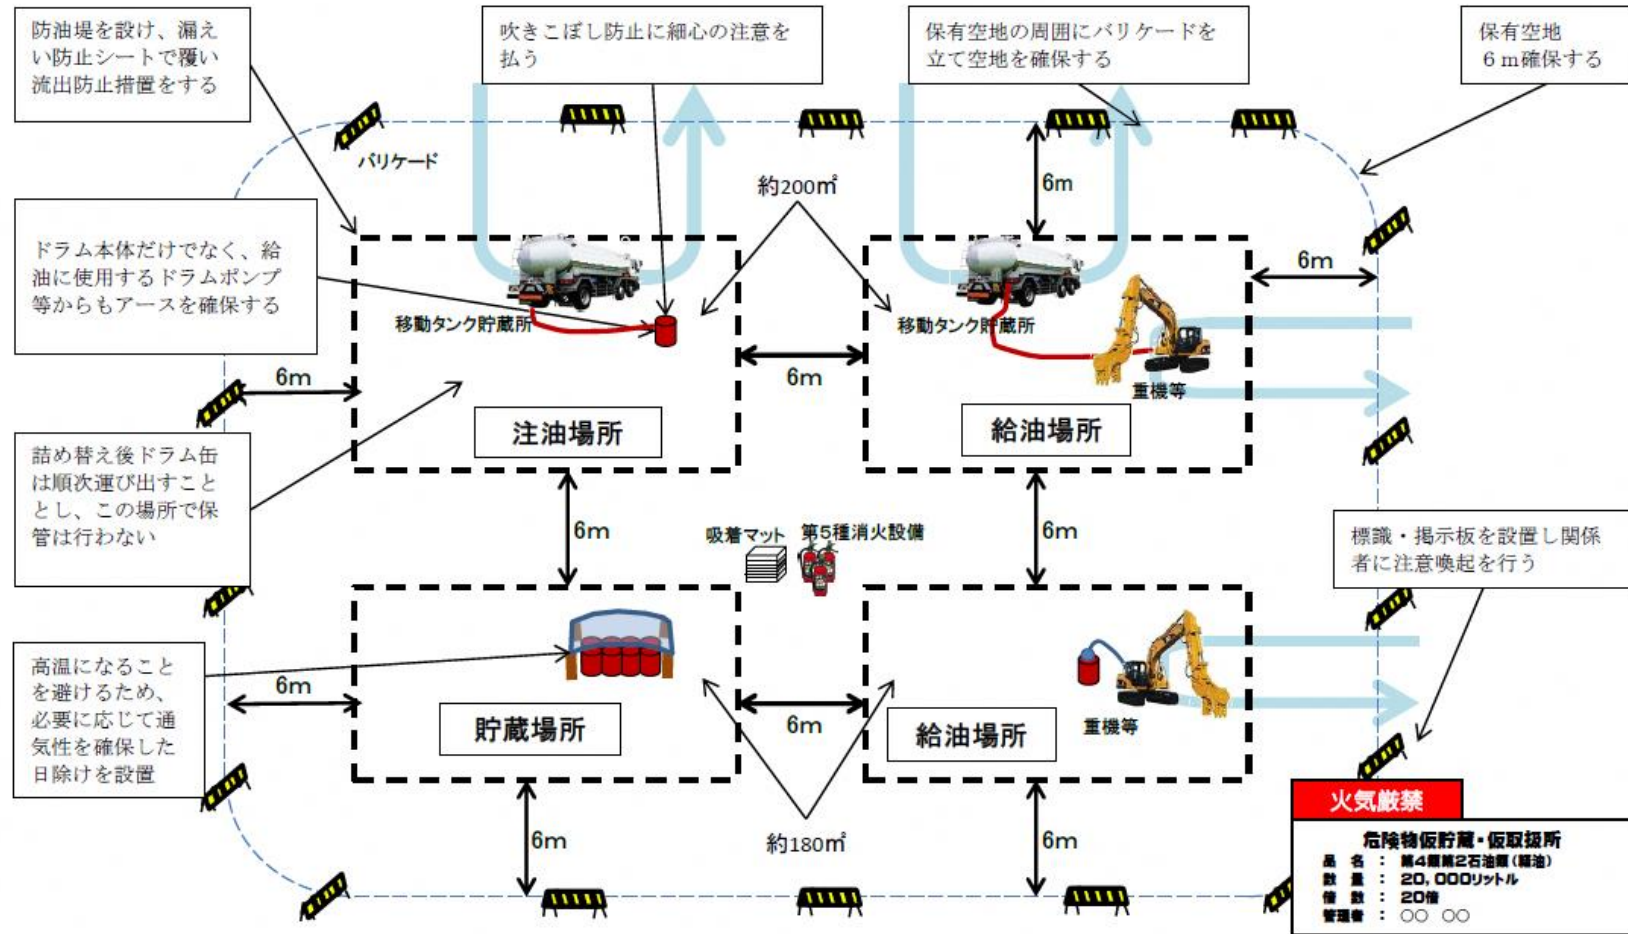 防油堤を設け、漏え
い防止シートで覆い
流出防止措置をする
吹きこぼし防止に細心の注意を
払う
保有空地の周囲にバリケードを
立て空地を確保する
保有空地
6m確保する
バリケード
約200㎡
6m
ドラム本体だけでなく、給
油に使用するドラムポンプ
等からもアースを確保する
6m
移動タンク貯蔵所
移動タンク貯蔵所
6m
6m
重機等
注油場所
給油場所
詰め替え後ドラム缶
は順次運び出すこと
とし、この場所で保
管は行わない
6m
吸着マット
第5種消火設備
6m
標識・掲示板を設置し関係
者に注意喚起を行う
高温になること
を避けるため、
必要に応じて通
気性を確保した
日除けを設置
6m
貯蔵場所
6m
給油場所
重機等
6m
約180㎡
6m
火気厳禁
危険物仮貯蔵・仮取扱所
品名:第4類第2石油類(軽油)
数量:20,000リットル
倍数:20倍
管理者:○○ ○○